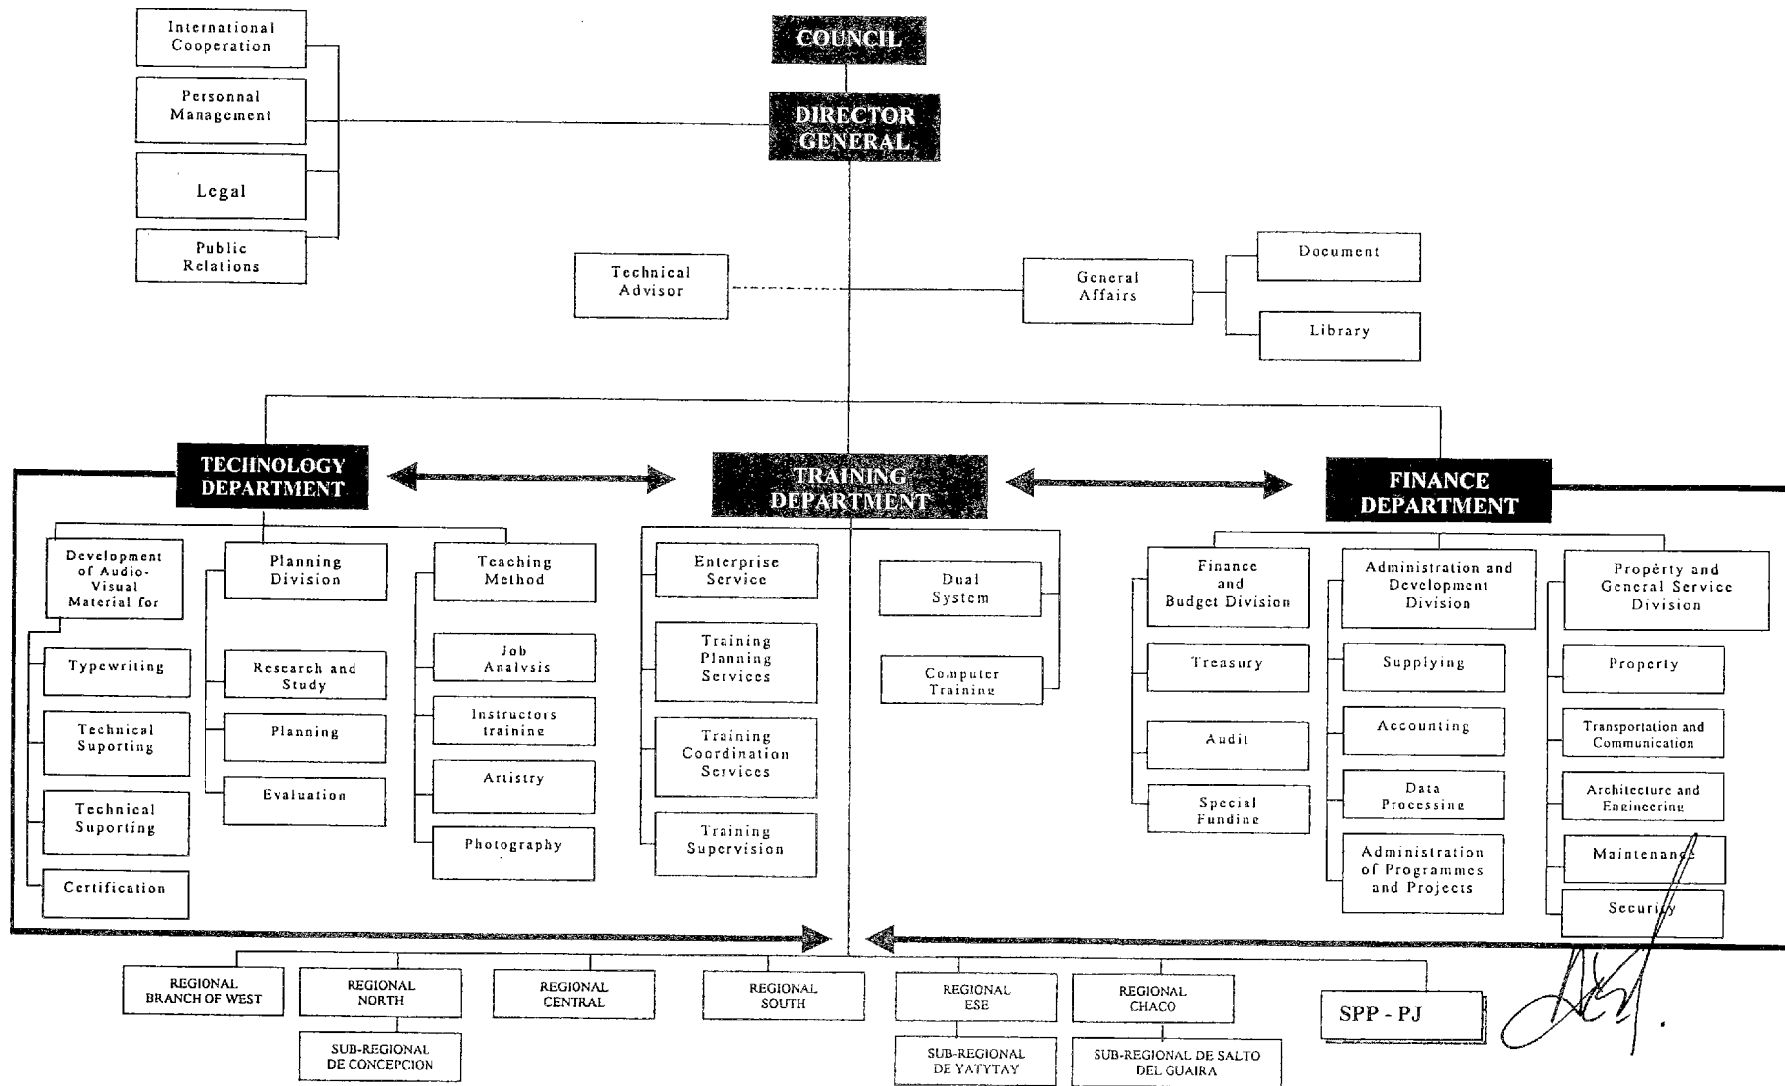 International
Cooperation
Personnal
Management
Legal
Public
Relations
COUNCIL
DIRECTOR
GENERAL
Technical
Advisor
General
Affairs
Document
Library
TECHNOLOGY
DEPARTMENT
TRAINING
DEPARTMENT
FINANCE
DEPARTMENT
Development
of Audio-
Visual
Material for
Typewriting
Technical
Suporting
Technical
Suporting
Certification
Planning
Division
Research and
Study
Planning
Evaluation
Teaching
Method
Job
Analysis
Instructors
training
Artistry
Photography
Enterprise
Service
Training
Planning
Services
Training
Coordination
Services
Training
Supervision
Dual
System
Computer
Training
Finance
and
Budget Division
Treasury
Audit
Special
Funding
Administration and
Development
Division
Supplying
Accounting
Data
Processing
Administration
of Programmes
and Projects
Property and
General Service
Division
Property
Transportation and
Communication
Architecture and
Engineering
Maintenance
Security
REGIONAL
BRANCH OF WEST
REGIONAL
NORTH
REGIONAL
CENTRAL
REGIONAL
SOUTH
REGIONAL
ESE
REGIONAL
CHACO
SPP - PJ
SUB-REGIONAL
DE CONCEPCION
SUB-REGIONAL
DE YATYTAY
SUB-REGIONAL DE SALTO
DEL GUAIRA